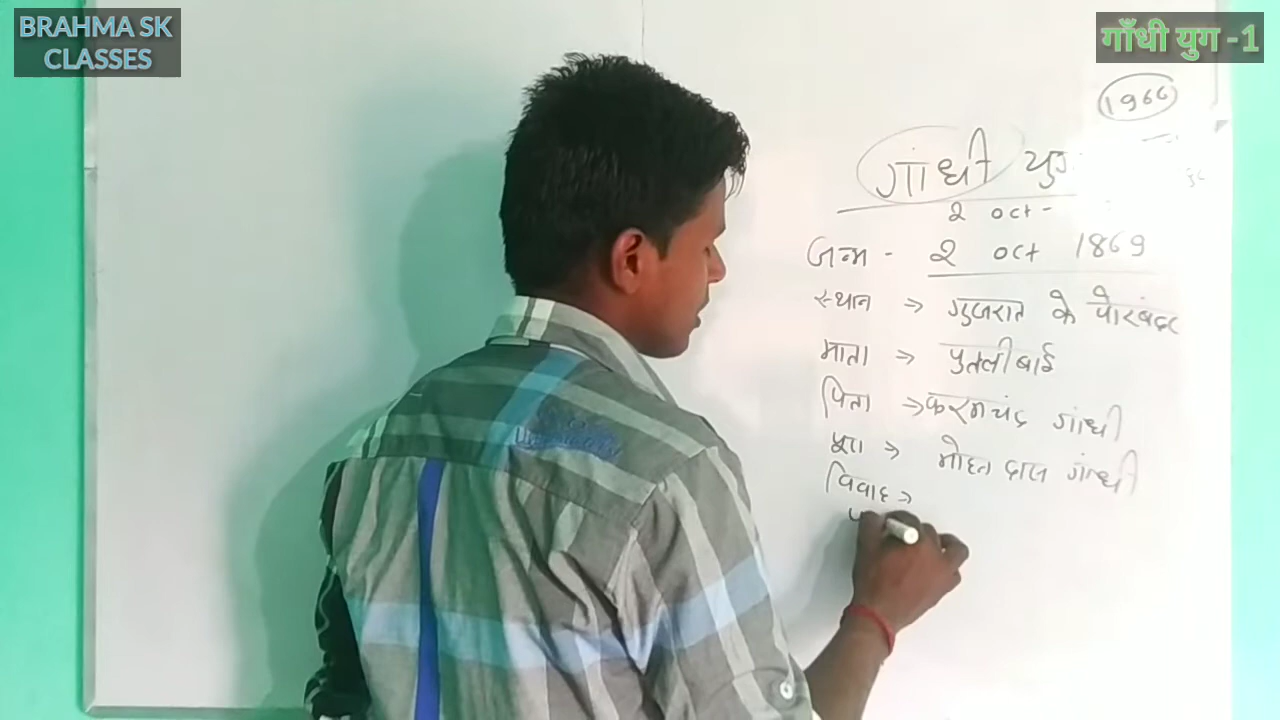 BRAHMA SK
CLASSES
गाँधी युग -1
1966
गांधी युग
2 oct -
जन्म - 2 oct 1869
स्थान → गुजरात के पोरबंदर
माता → पुतलीबाई
पिता → करमचंद गांधी
→ मोहन दास गांधी
विवाह →